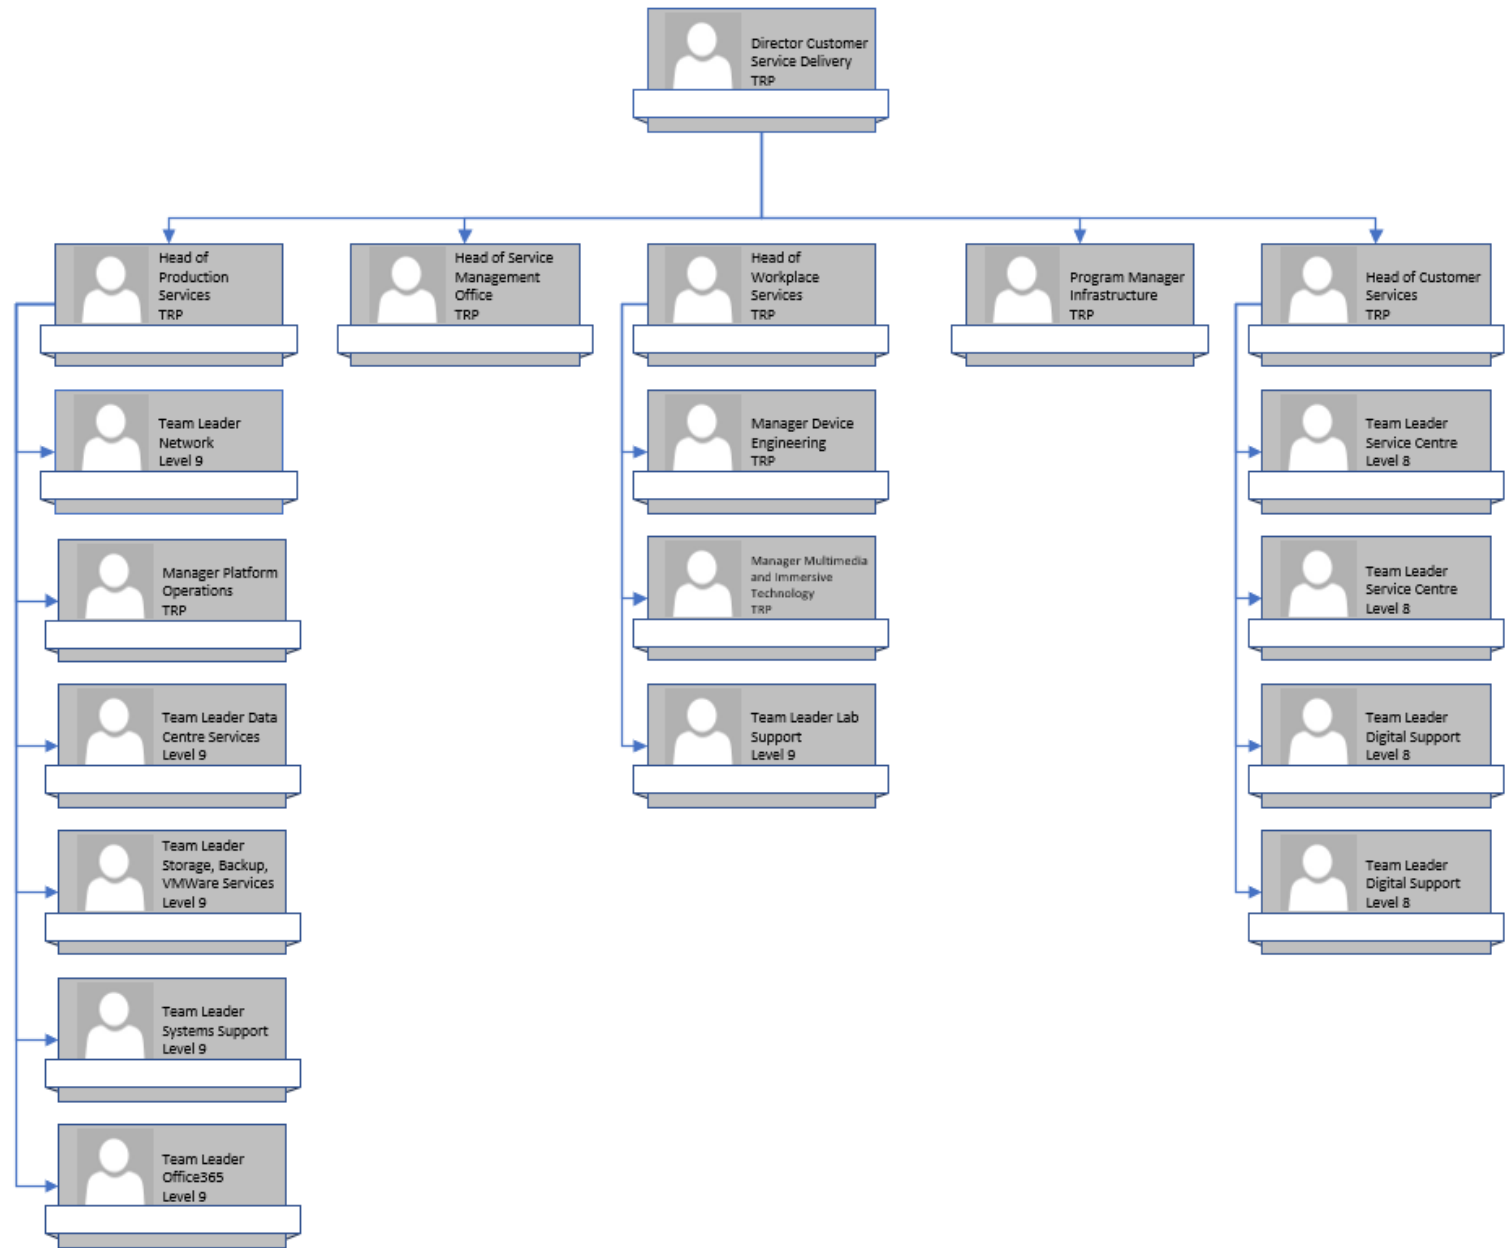 Director Customer
Service Delivery
TRP
Head of
Production
Services
TRP
Head of Service
Management
Office
TRP
Head of
Workplace
Services
TRP
Program Manager
Infrastructure
TRP
Head of Customer
Services
TRP
Team Leader
Network
Level 9
Manager Device
Engineering
TRP
Team Leader
Service Centre
Level 8
Manager Platform
Operations
TRP
Manager Multimedia
and Immersive
Technology
TRP
Team Leader
Service Centre
Level 8
Team Leader Data
Centre Services
Level 9
Team Leader Lab
Support
Level 9
Team Leader
Digital Support
Level 8
Team Leader
Storage, Backup,
VMWare Services
Level 9
Team Leader
Digital Support
Level 8
Team Leader
Systems Support
Level 9
Team Leader
Office365
Level 9